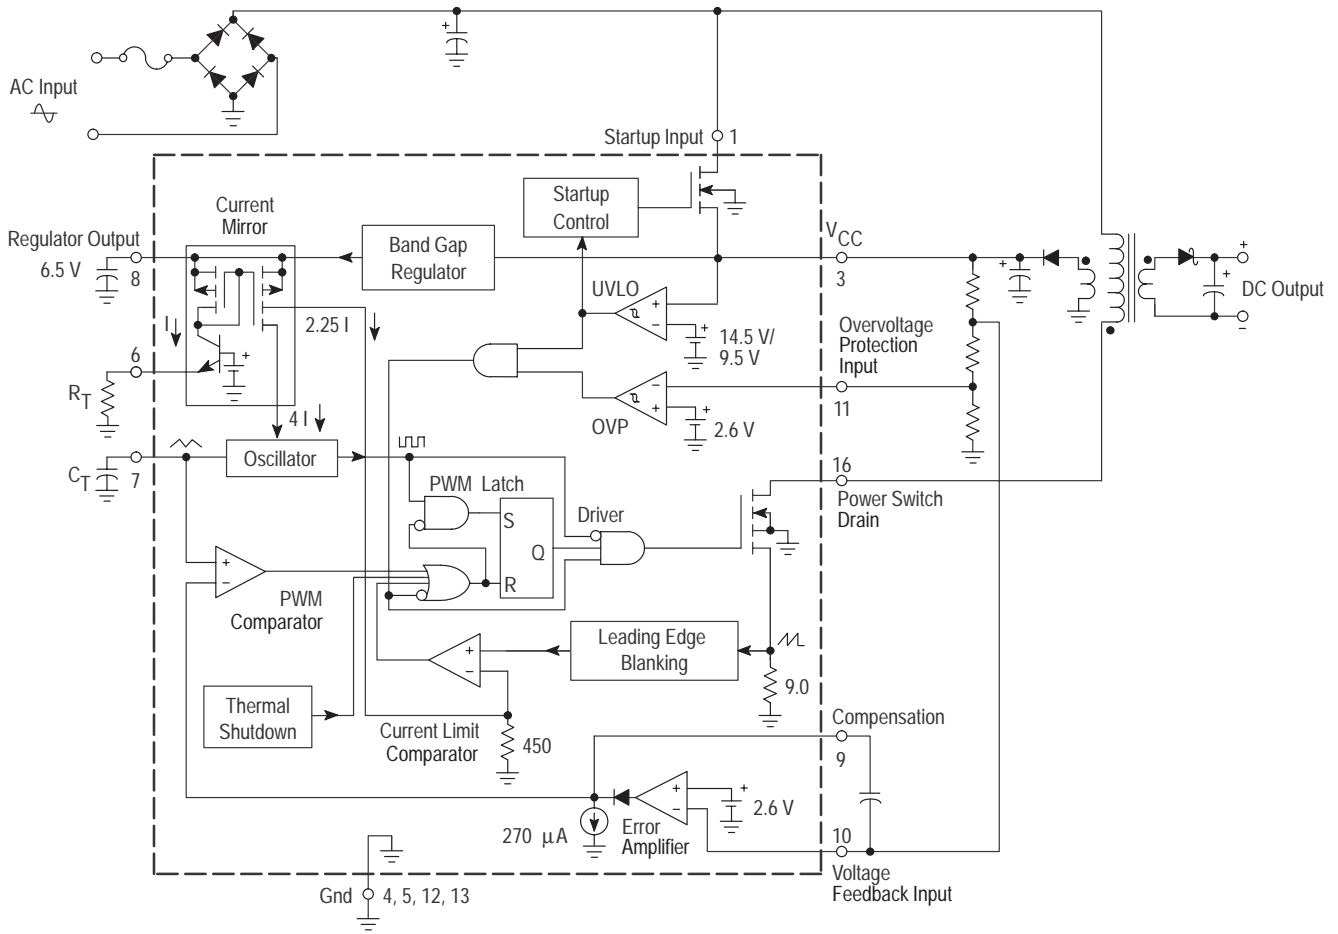 AC Input
Startup Input
1
Current
Mirror
Startup
Control
Regulator Output
6.5 V
8
Band Gap
Regulator
VCC
3
DC Output
+
−
UVLO
14.5 V/
9.5 V
I
2.25 I
Overvoltage
Protection
Input
11
6
RT
4 I
OVP
2.6 V
Oscillator
CT
7
16
Power Switch
Drain
PWM Latch
S
Q
R
Driver
PWM
Comparator
Leading Edge
Blanking
9.0
Thermal
Shutdown
Current Limit
Comparator
450
Compensation
9
270 µA
Error
Amplifier
2.6 V
10
Voltage
Feedback Input
Gnd
4, 5, 12, 13